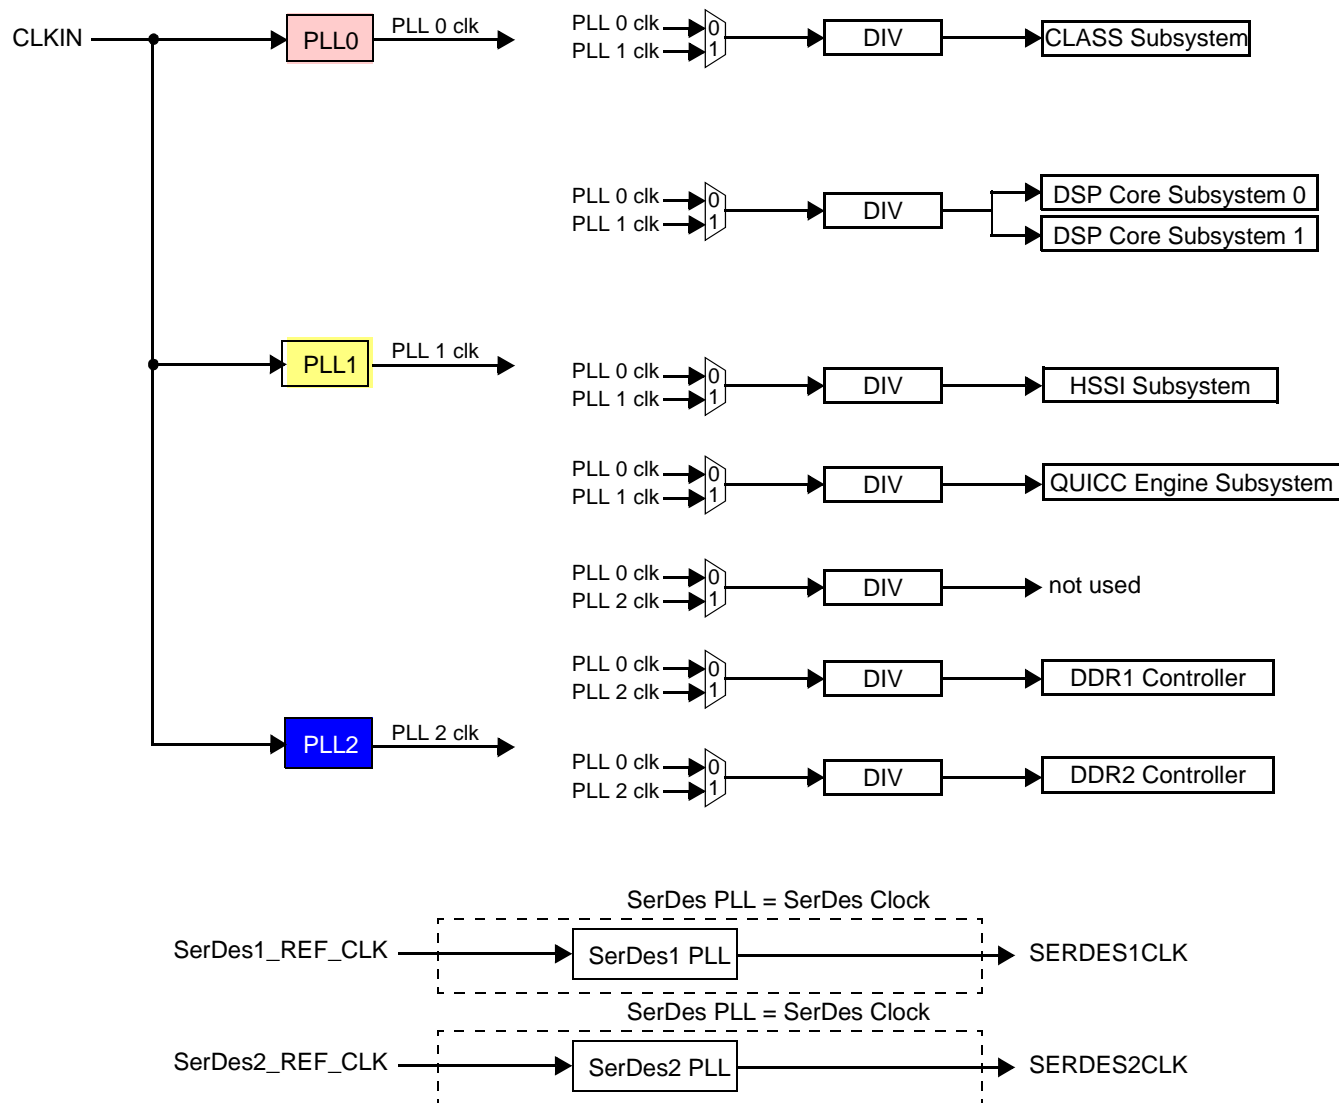 CLKIN
PLL0
PLL 0 clk
PLL 0 clk
PLL 1 clk
0
1
DIV
CLASS Subsystem
PLL 0 clk
PLL 1 clk
0
1
DIV
DSP Core Subsystem 0
DSP Core Subsystem 1
PLL1
PLL 1 clk
PLL 0 clk
PLL 1 clk
0
1
DIV
HSSI Subsystem
PLL 0 clk
PLL 1 clk
0
1
DIV
QUICC Engine Subsystem
PLL 0 clk
PLL 2 clk
0
1
DIV
not used
PLL 0 clk
PLL 2 clk
0
1
DIV
DDR1 Controller
PLL2
PLL 2 clk
PLL 0 clk
PLL 2 clk
0
1
DIV
DDR2 Controller
SerDes PLL = SerDes Clock
SerDes1_REF_CLK
SerDes1 PLL
SERDES1CLK
SerDes PLL = SerDes Clock
SerDes2_REF_CLK
SerDes2 PLL
SERDES2CLK